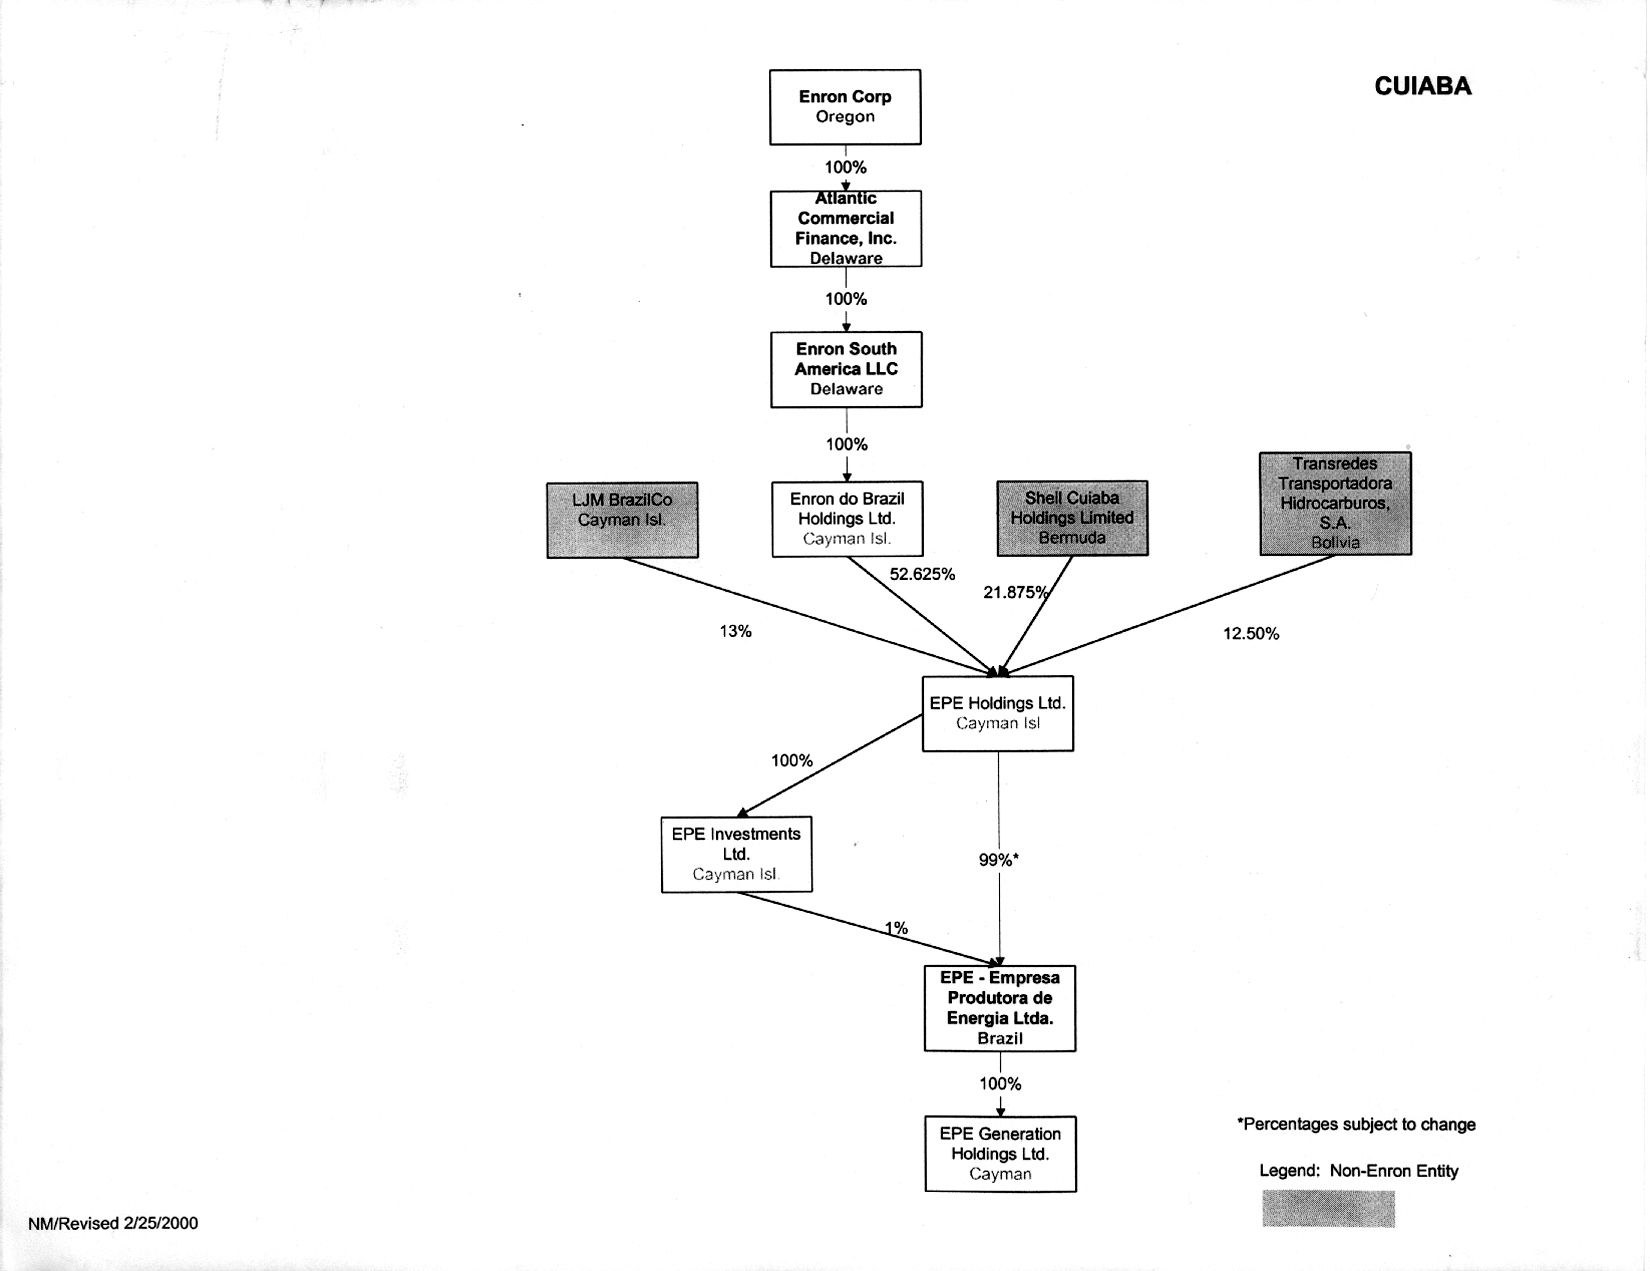 CUIABA
Enron Corp
Oregon
100%
Atlantic
Commercial
Finance, Inc.
Delaware
100%
Enron South
America LLC
Delaware
100%
LJM BrazilCo
Cayman Isl.
Enron do Brazil
Holdings Ltd.
Cayman Isl.
Shell Cuiaba
Holdings Limited
Bermuda
Transredes
Transportadora
Hidrocarburos,
S.A.
Bolivia
13%
52.625%
21.875%
12.50%
EPE Holdings Ltd.
Cayman Isl
100%
99%*
EPE Investments
Ltd.
Cayman Isl.
1%
EPE - Empresa
Produtora de
Energia Ltda.
Brazil
100%
EPE Generation
Holdings Ltd.
Cayman
*Percentages subject to change
Legend: Non-Enron Entity
NM/Revised 2/25/2000